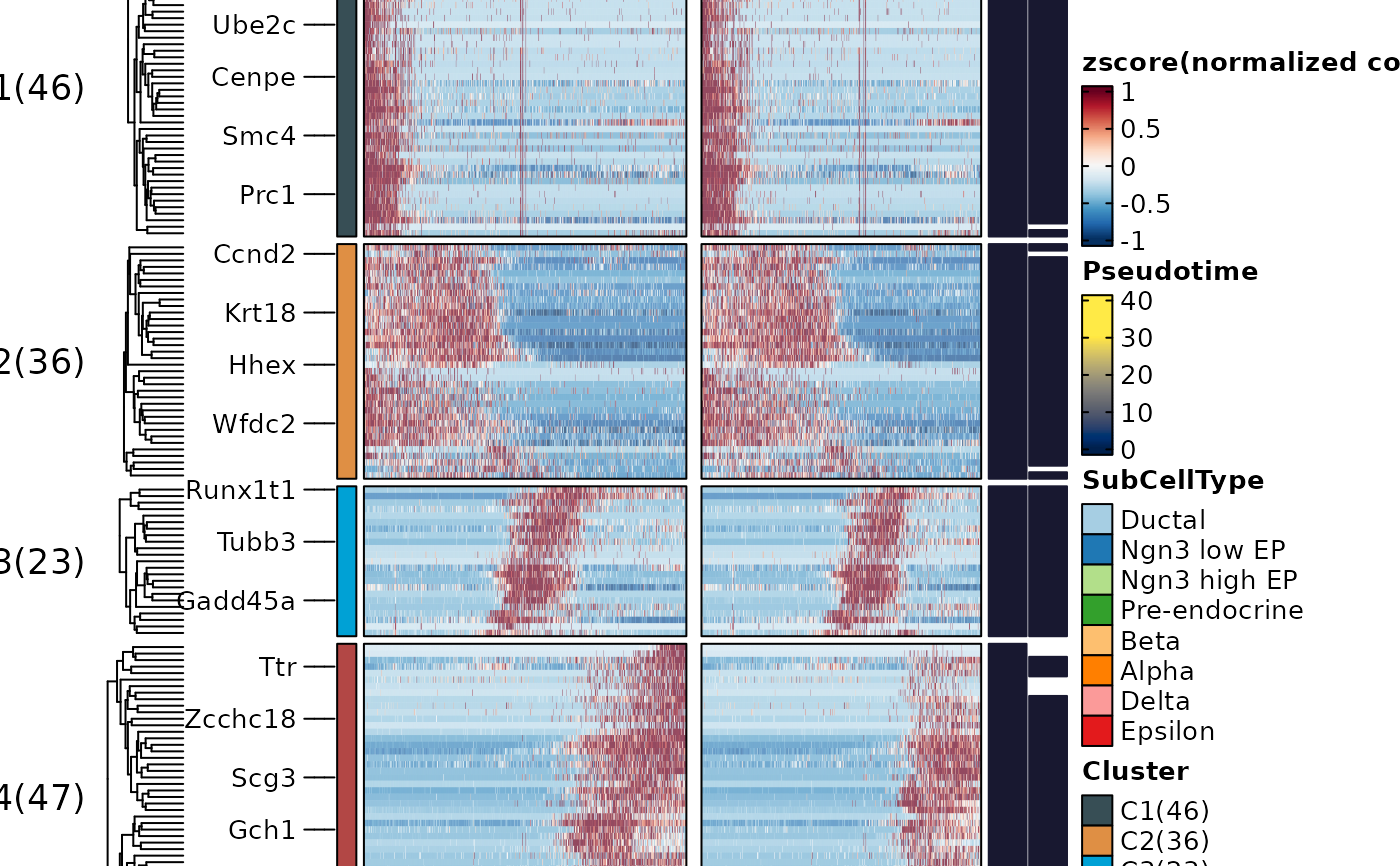 1(46)
Ube2c
Cenpe
Smc4
Prc1
2(36)
Ccnd2
Krt18
Hhex
Wfdc2
3(23)
Runx1t1
Tubb3
Gadd45a
4(47)
Ttr
Zcchc18
Scg3
Gch1
zscore(normalized co
1
0.5
0
-0.5
-1
Pseudotime
40
30
20
10
0
SubCellType
Ductal
Ngn3 low EP
Ngn3 high EP
Pre-endocrine
Beta
Alpha
Delta
Epsilon
Cluster
C1(46)
C2(36)
C3(23)